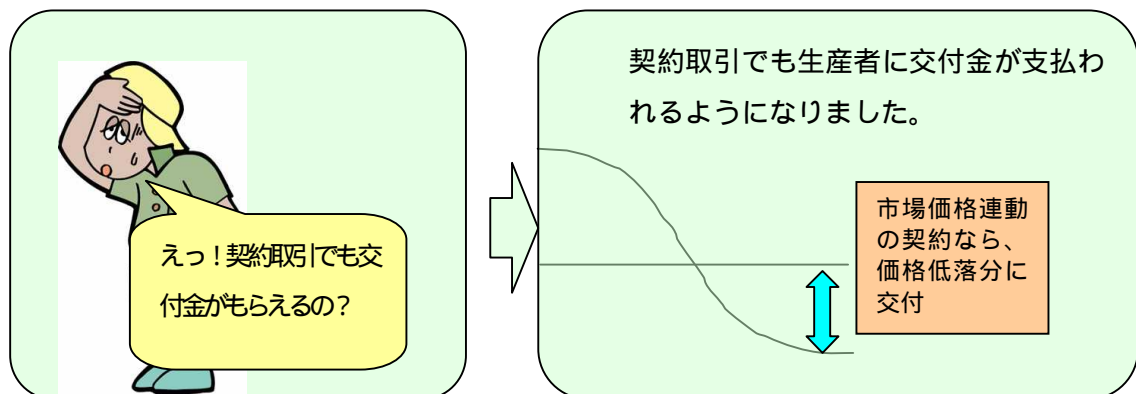 えっ！契約取引でも交
付金がもらえるの？
契約取引でも生産者に交付金が支払わ
れるようになりました。
市場価格連動
の契約なら、
価格低落分に
交付